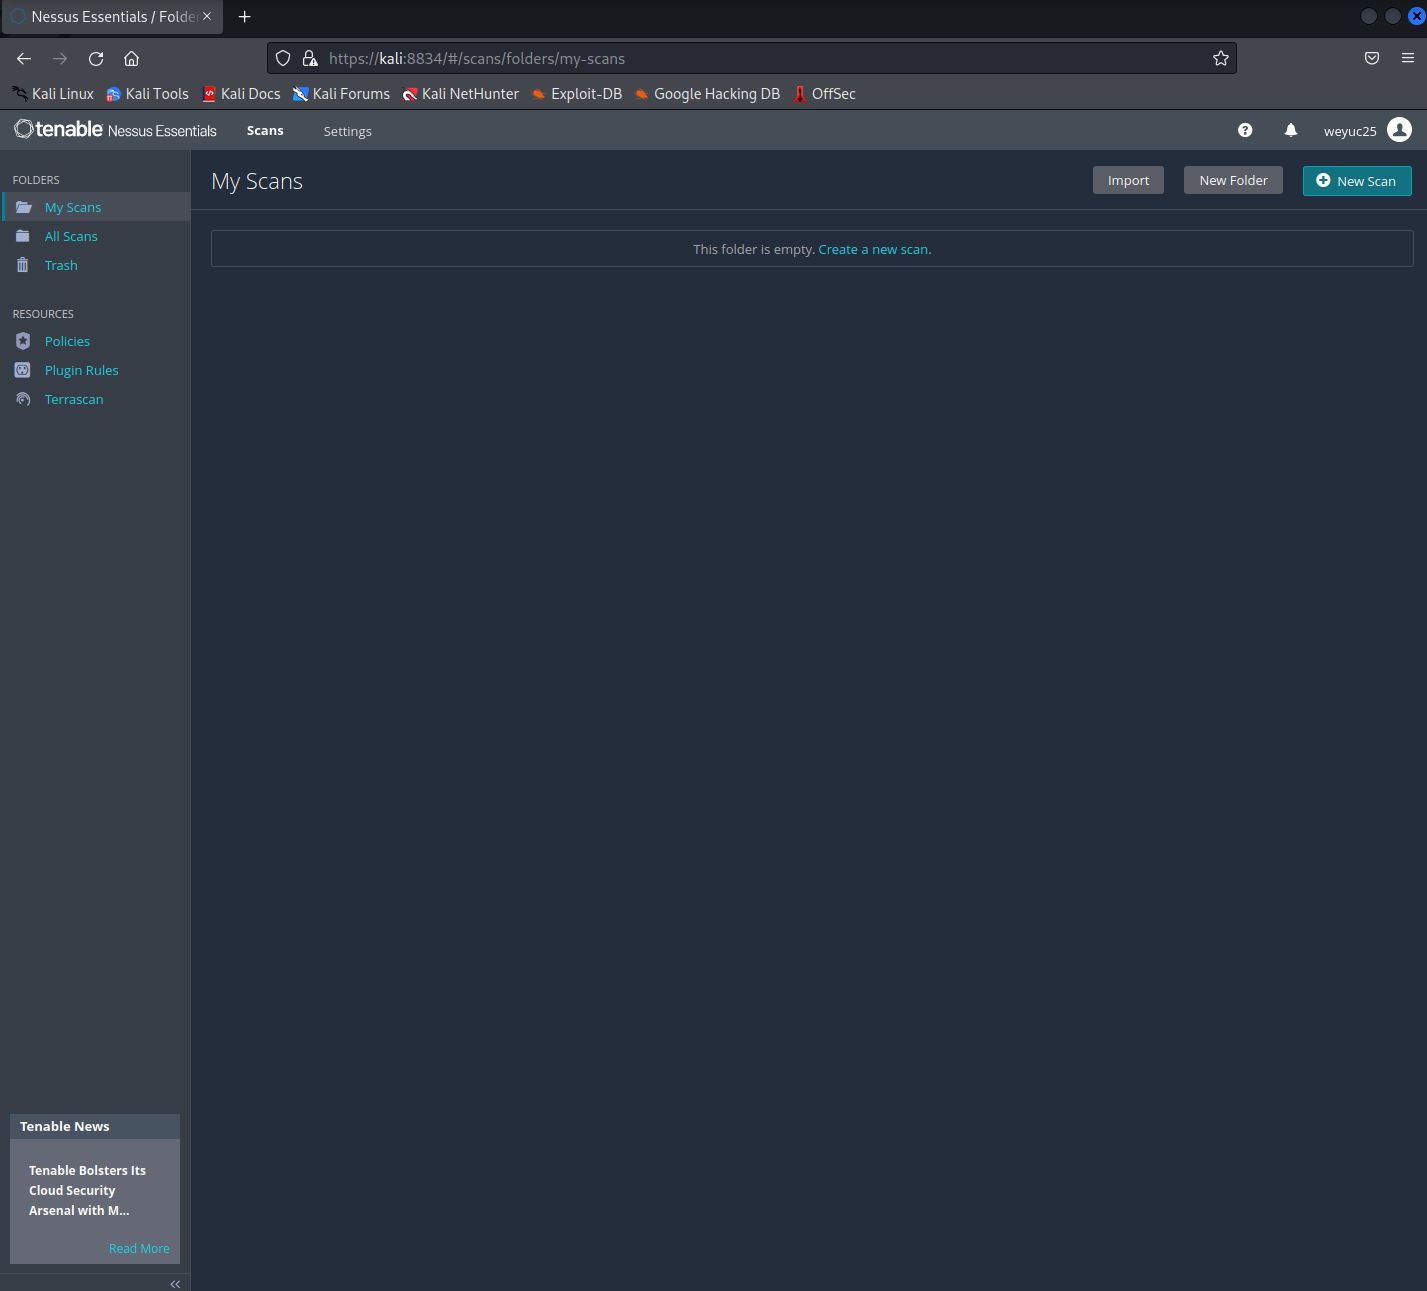 Nessus Essentials / Folde
https://kali:8834/#/scans/folders/my-scans
Kali Linux Kali Tools Kali Docs Kali Forums Kali NetHunter Exploit-DB Google Hacking DB OffSec
tenable Nessus Essentials Scans Settings weyuc25
FOLDERS
My Scans
All Scans
Trash
RESOURCES
Policies
Plugin Rules
Terrascan
My Scans Import New Folder New Scan
This folder is empty. Create a new scan.
Tenable News
Tenable Bolsters Its
Cloud Security
Arsenal with M...
Read More